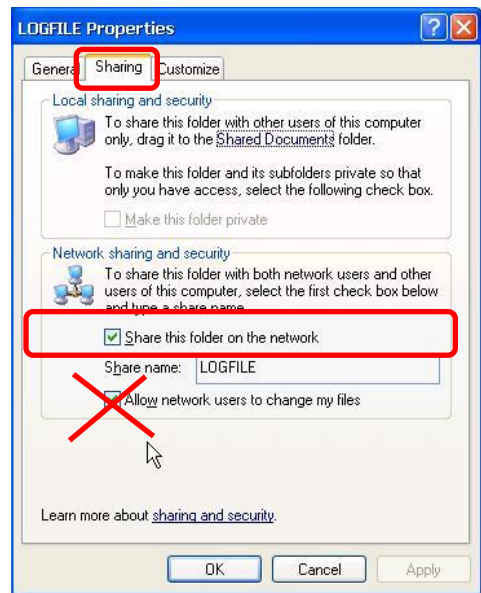 LOGFILE Properties
General Sharing Customize
Local sharing and security
To share this folder with other users of this computer
only, drag it to the Shared Documents folder.
To make this folder and its subfolders private so that
only you have access, select the following check box.
Make this folder private
Network sharing and security
To share this folder with both network users and other
users of this computer, select the first check box below
and type a share name.
Share this folder on the network
Share name: LOGFILE
Allow network users to change my files
Learn more about sharing and security.
OK Cancel Apply